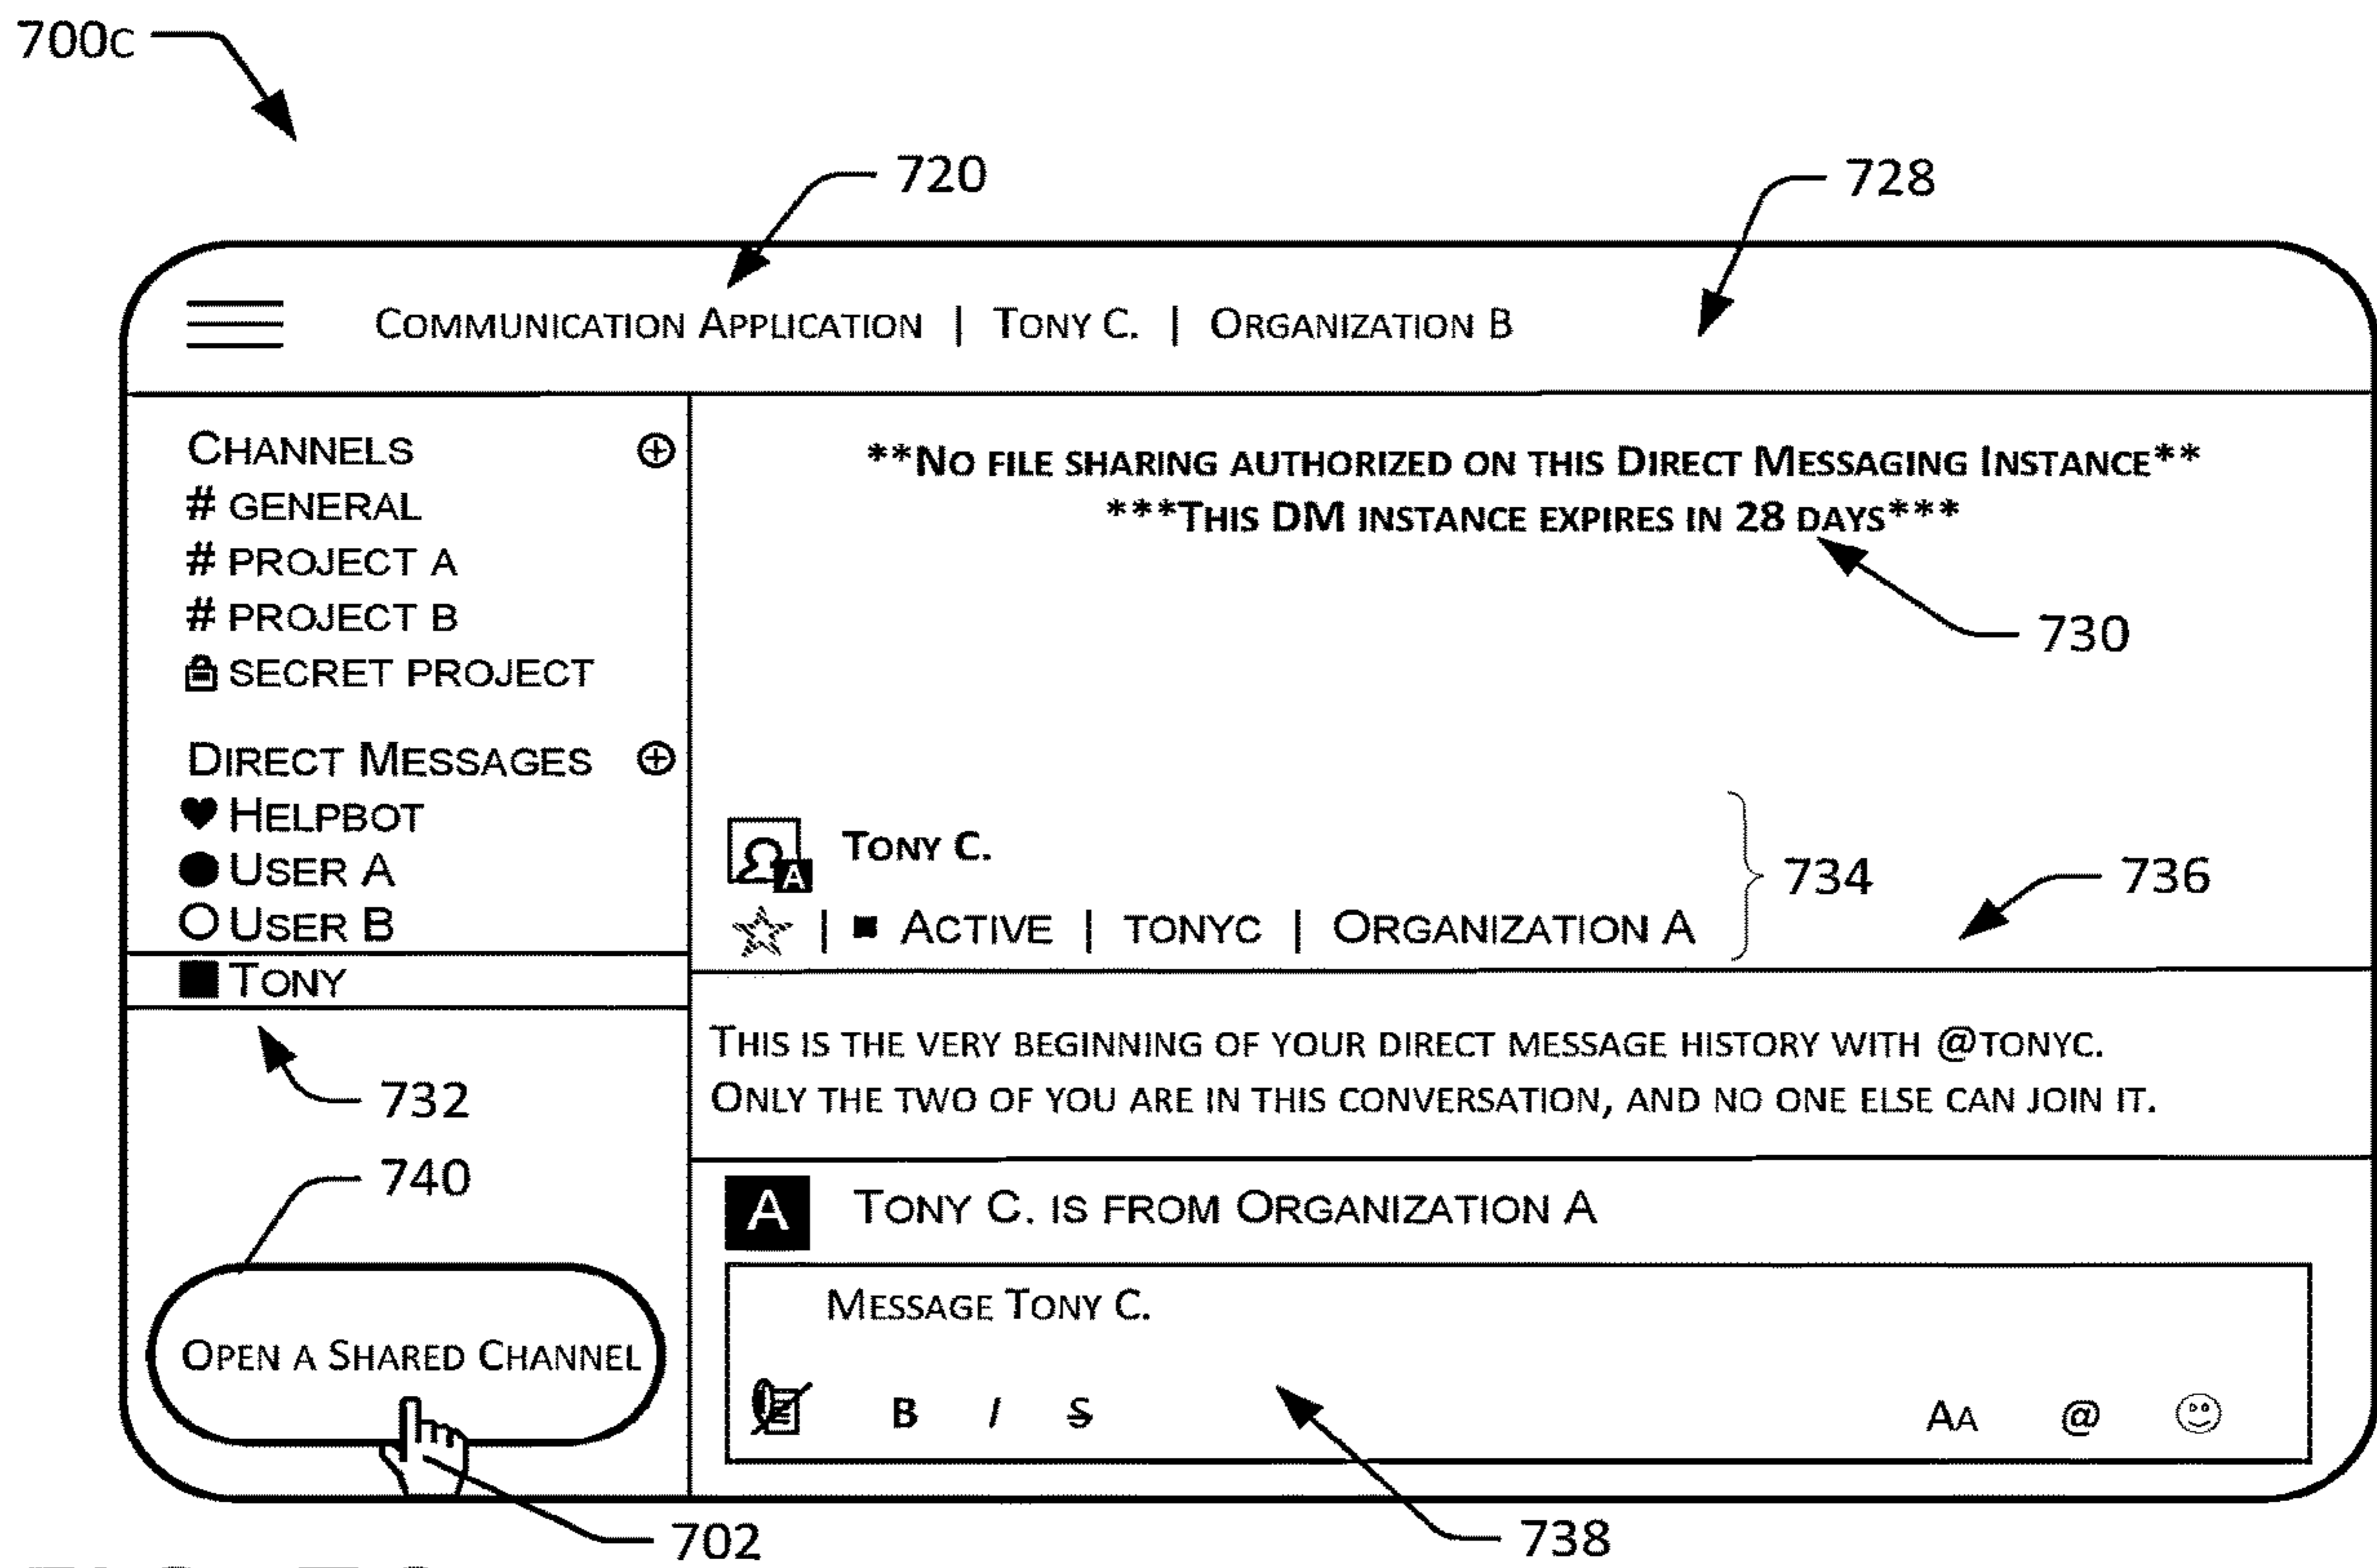 700c
720
728
COMMUNICATION APPLICATION | TONY C. | ORGANIZATION B
CHANNELS
# GENERAL
# PROJECT A
# PROJECT B
SECRET PROJECT
DIRECT MESSAGES
HELPBOT
USER A
USER B
TONY
732
740
OPEN A SHARED CHANNEL
702
**NO FILE SHARING AUTHORIZED ON THIS DIRECT MESSAGING INSTANCE**
***THIS DM INSTANCE EXPIRES IN 28 DAYS***
730
A
TONY C.
| ACTIVE | TONYC | ORGANIZATION A
734
736
THIS IS THE VERY BEGINNING OF YOUR DIRECT MESSAGE HISTORY WITH @TONYC.
ONLY THE TWO OF YOU ARE IN THIS CONVERSATION, AND NO ONE ELSE CAN JOIN IT.
A TONY C. IS FROM ORGANIZATION A
MESSAGE TONY C.
B I S AA @
738